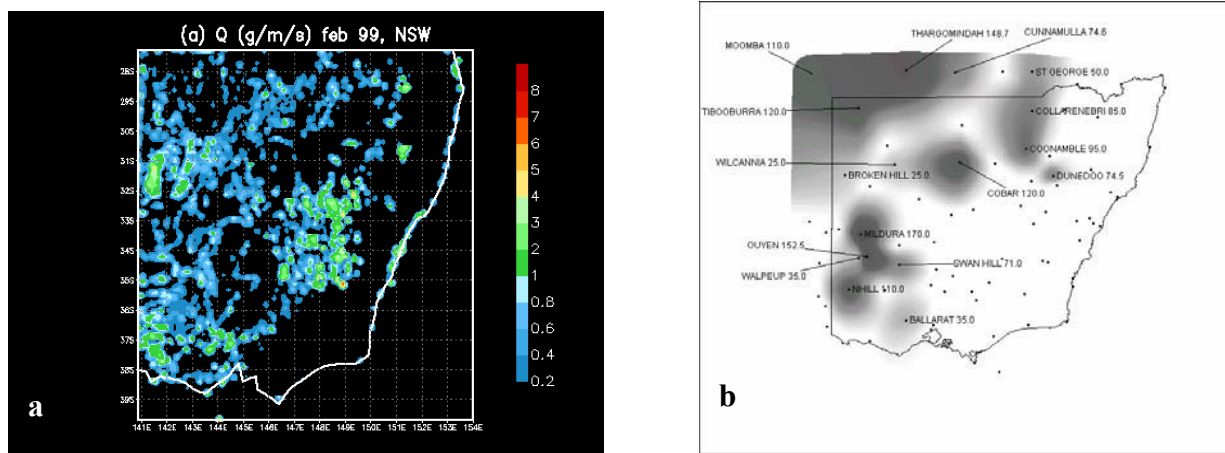 (a) Q (g/m/s) feb 99, NSW
28S
29S
30S
31S
32S
33S
34S
35S
36S
37S
38S
39S
141E 142E 143E 144E 145E 146E 147E 148E 149E 150E 151E 152E 153E 154E
8
7
6
5
4
3
2
1
0.8
0.6
0.4
0.2
a
THARGOMINDAH 148.7
CUNNAMULLA 74.6
MOOMBA 110.0
ST GEORGE 50.0
TIBOOBURRA 120.0
COLLARENEBRI 85.0
COONAMBLE 95.0
WILCANNIA 25.0
BROKEN HILL 25.0
DUNEDOO 74.5
COBAR 120.0
MILDURA 170.0
OUYEN 152.5
WALPEUP 35.0
SWAN HILL 71.0
NHILL 110.0
BALLARAT 35.0
b